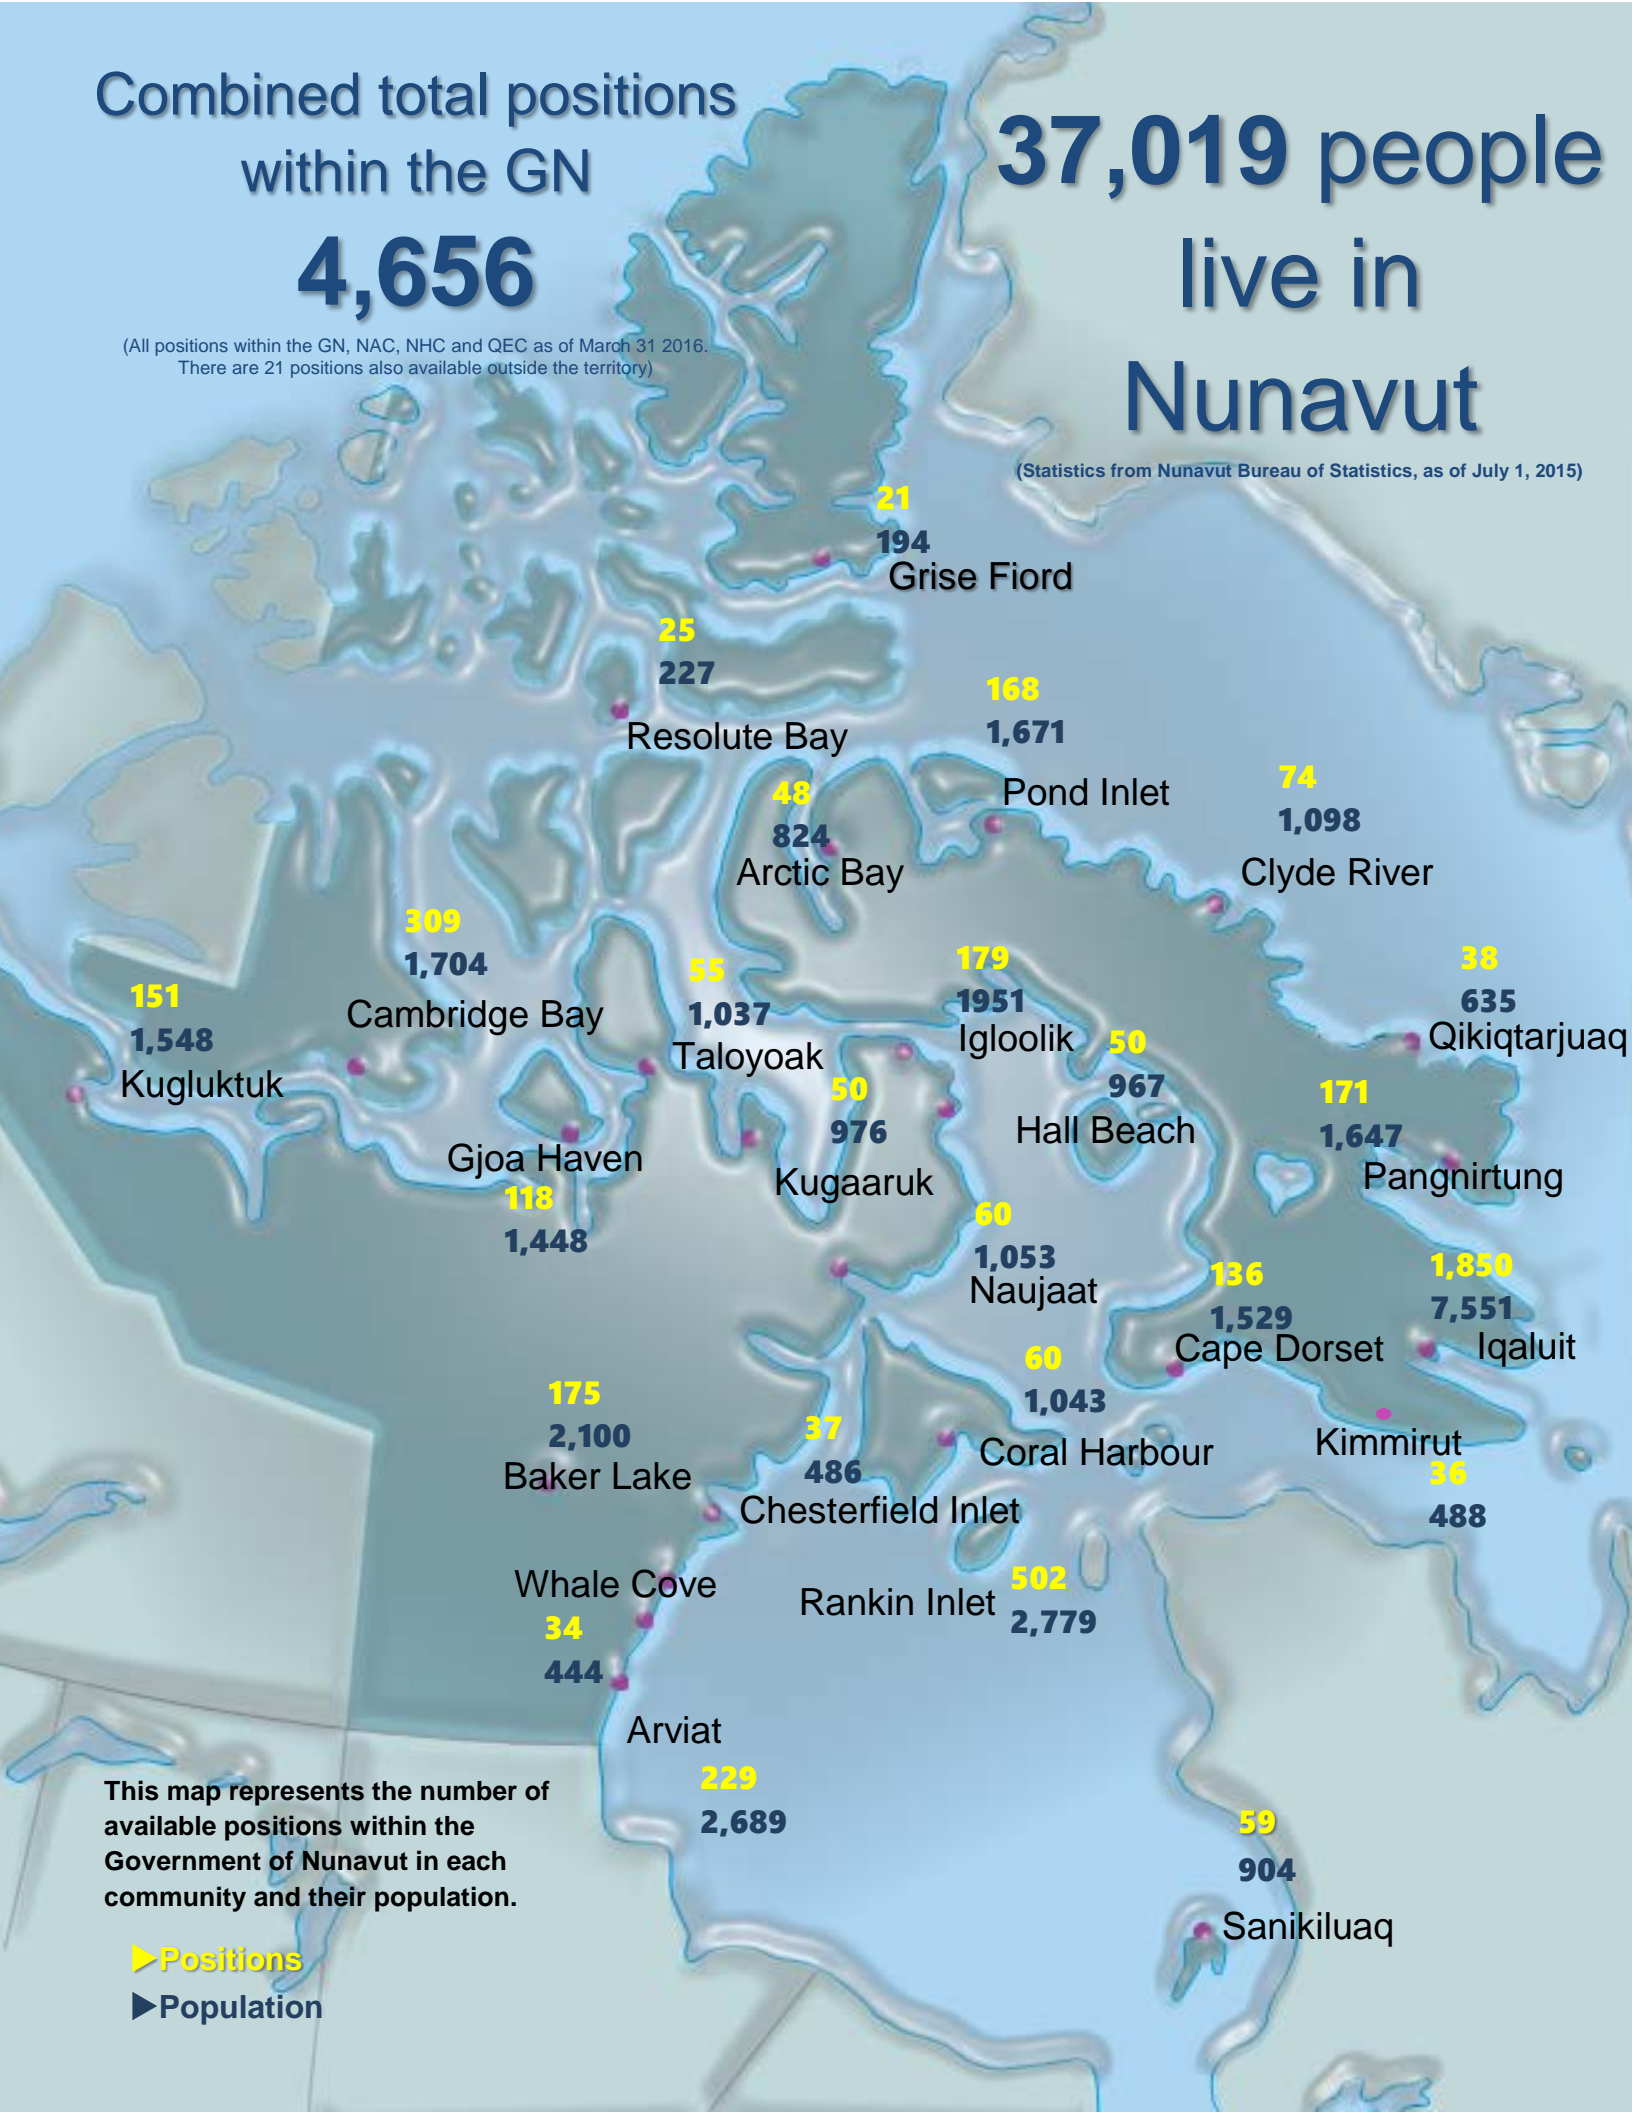 Combined total positions
within the GN
4,656
(All positions within the GN, NAC, NHC and QEC as of March 31 2016.
There are 21 positions also available outside the territory)
37,019 people
live in
Nunavut
(Statistics from Nunavut Bureau of Statistics, as of July 1, 2015)
21
194
Grise Fiord
25
227
Resolute Bay
168
1,671
Pond Inlet
48
824
Arctic Bay
74
1,098
Clyde River
309
1,704
Cambridge Bay
151
1,548
Kugluktuk
55
1,037
Taloyoak
179
1951
Igloolik
38
635
Qikiqtarjuaq
50
967
Hall Beach
50
976
Kugaaruk
171
1,647
Pangnirtung
Gjoa Haven
118
1,448
60
1,053
Naujaat
136
1,529
Cape Dorset
1,850
7,551
Iqaluit
60
1,043
Coral Harbour
175
2,100
Baker Lake
37
486
Chesterfield Inlet
Kimmirut
36
488
Whale Cove
34
444
Rankin Inlet
502
2,779
Arviat
229
2,689
59
904
Sanikiluaq
This map represents the number of
available positions within the
Government of Nunavut in each
community and their population.
▶Positions
▶Population